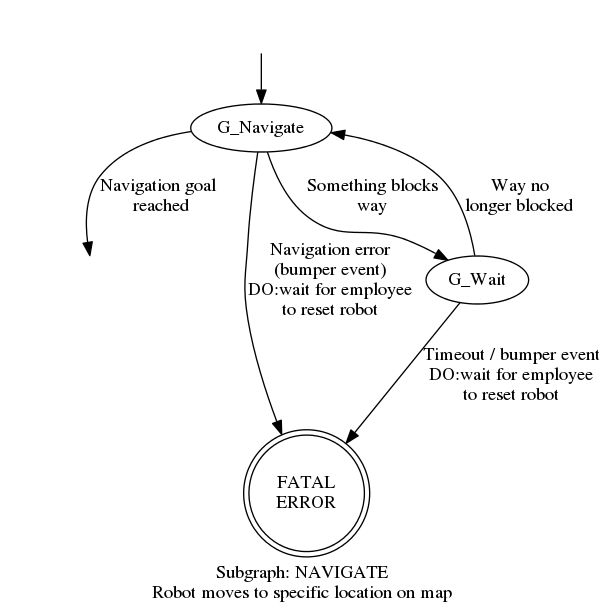 G_Navigate
Navigation goal
reached
Something blocks
way
Way no
longer blocked
Navigation error
(bumper event)
DO:wait for employee
to reset robot
G_Wait
Timeout / bumper event
DO:wait for employee
to reset robot
FATAL
ERROR
Subgraph: NAVIGATE
Robot moves to specific location on map